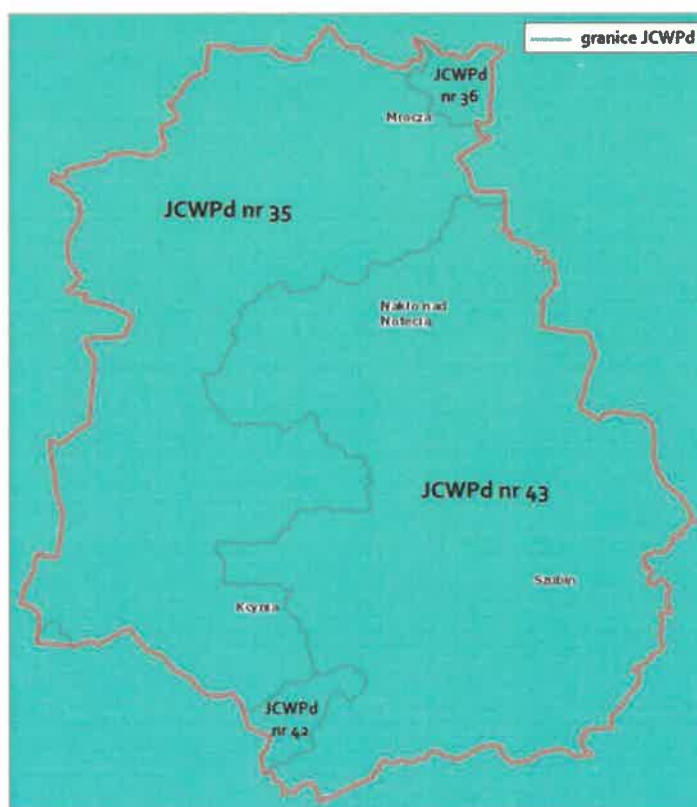 granice JCWPd
JCWPd
nr 36
Mrocza
JCWPd nr 35
Nakło nad
Notecią
JCWPd nr 43
Szubin
Kcynia
JCWPd
nr 42